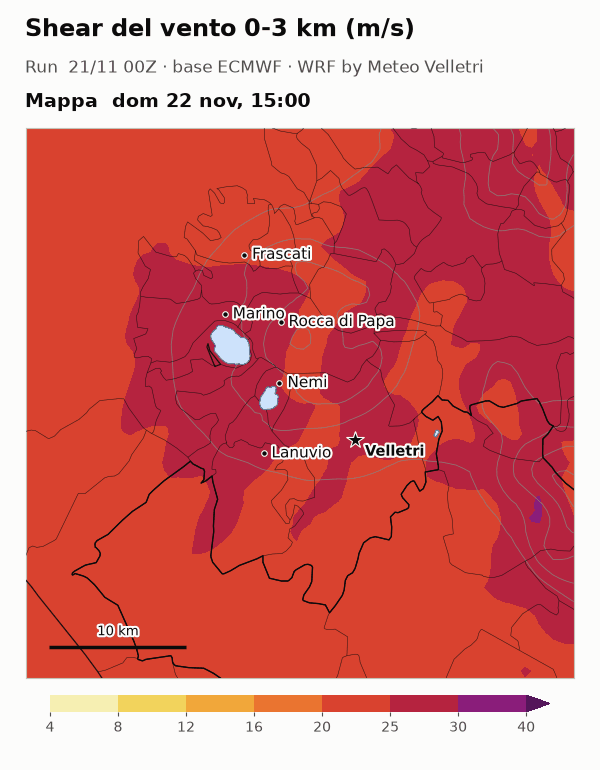 Shear del vento 0-3 km (m/s)
Run  21/11 00Z · base ECMWF · WRF by Meteo Velletri
Mappa  dom 22 nov, 15:00
Frascati
Marino
Rocca di Papa
Nemi
Velletri
Lanuvio
10 km
4 8 12 16 20 25 30 40